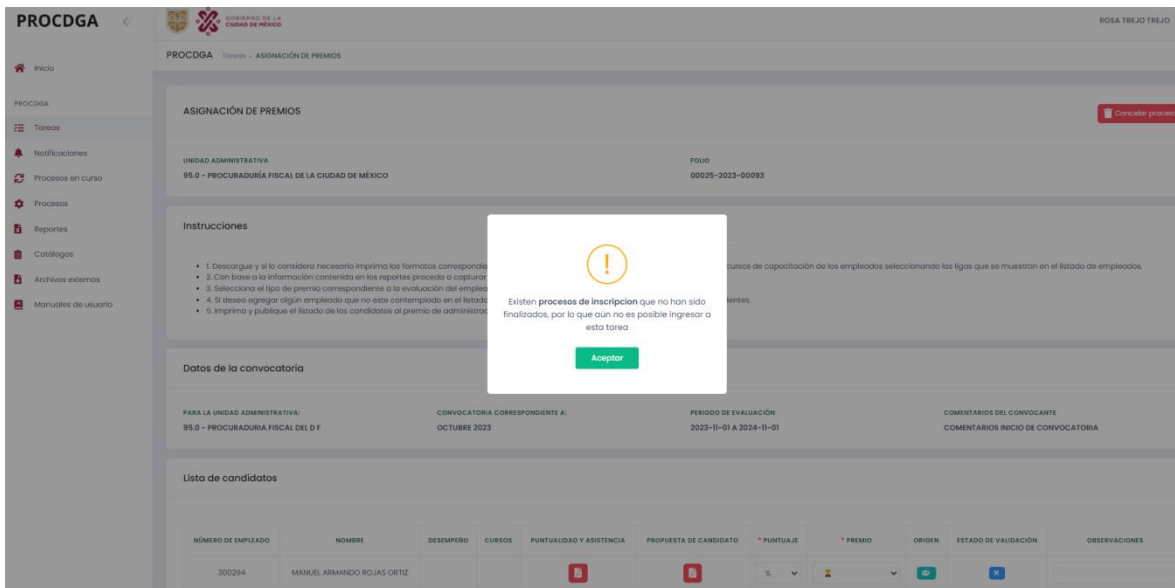 PROCDGA
GOBIERNO DE LA
CIUDAD DE MÉXICO
ROSA TREJO TREJO
PROCDGA Tareas ASIGNACIÓN DE PREMIOS
Inicio
PROCDGA
Tareas
Notificaciones
Procesos en curso
Procesos
Reportes
Catálogos
Archivos externos
Manuales de usuario
ASIGNACIÓN DE PREMIOS
Cancelar proceso
UNIDAD ADMINISTRATIVA
95.0 - PROCURADURÍA FISCAL DE LA CIUDAD DE MÉXICO
FOLIO
00025-2023-00093
Instrucciones
1. Descargue y si lo considera necesario imprima los formatos correspondie
cursos de capacitación de los empleados seleccionando las ligas que se muestran en el listado de empleados.
2. Con base a la información contenida en los reportes proceda a capturar
3. Selecciona el tipo de premio correspondiente a la evaluación del emplea
4. Si desea agregar algún empleado que no este contemplado en el listado
ientes.
5. Imprima y publique el listado de los candidatos al premio de administrac
Existen procesos de inscripcion que no han sido
finalizados, por lo que aún no es posible ingresar a
esta tarea
Aceptar
Datos de la convocatoria
PARA LA UNIDAD ADMINISTRATIVA:
95.0 - PROCURADURIA FISCAL DEL D F
CONVOCATORIA CORRESPONDIENTE A:
OCTUBRE 2023
PERIODO DE EVALUACIÓN
2023-11-01 A 2024-11-01
COMENTARIOS DEL CONVOCANTE
COMENTARIOS INICIO DE CONVOCATORIA
Lista de candidatos
NÚMERO DE EMPLEADO NOMBRE DESEMPEÑO CURSOS PUNTUALIDAD Y ASISTENCIA PROPUESTA DE CANDIDATO * PUNTUAJE * PREMIO ORIGEN ESTADO DE VALIDACIÓN OBSERVACIONES
300294 MANUEL ARMANDO ROJAS ORTIZ %